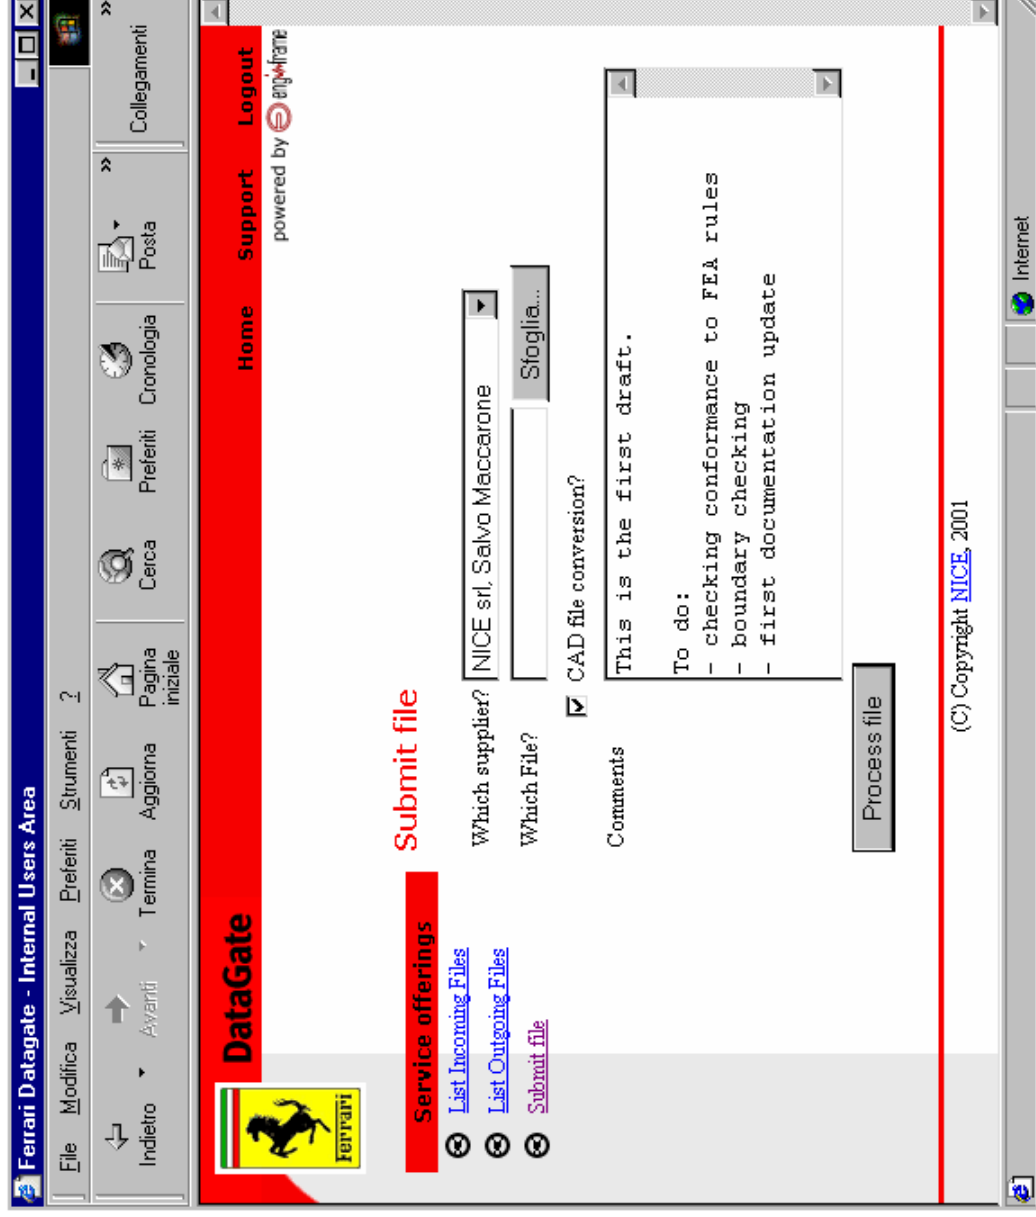 Ferrari Datagate - Internal Users Area
File Modifica Visualizza Preferiti Strumenti ?
Indietro Avanti Termina Aggiorna Pagina iniziale Cerca Preferiti Cronologia Posta » Collegamenti »
Ferrari
DataGate
Home Support Logout
powered by enginframe
Service offerings
List Incoming Files
List Outgoing Files
Submit file
Submit file
Which supplier? NICE srl, Salvo Maccarone
Which File? Sfoglia...
CAD file conversion?
Comments
This is the first draft.
To do:
- checking conformance to FEA rules
- boundary checking
- first documentation update
Process file
(C) Copyright NICE, 2001
Internet